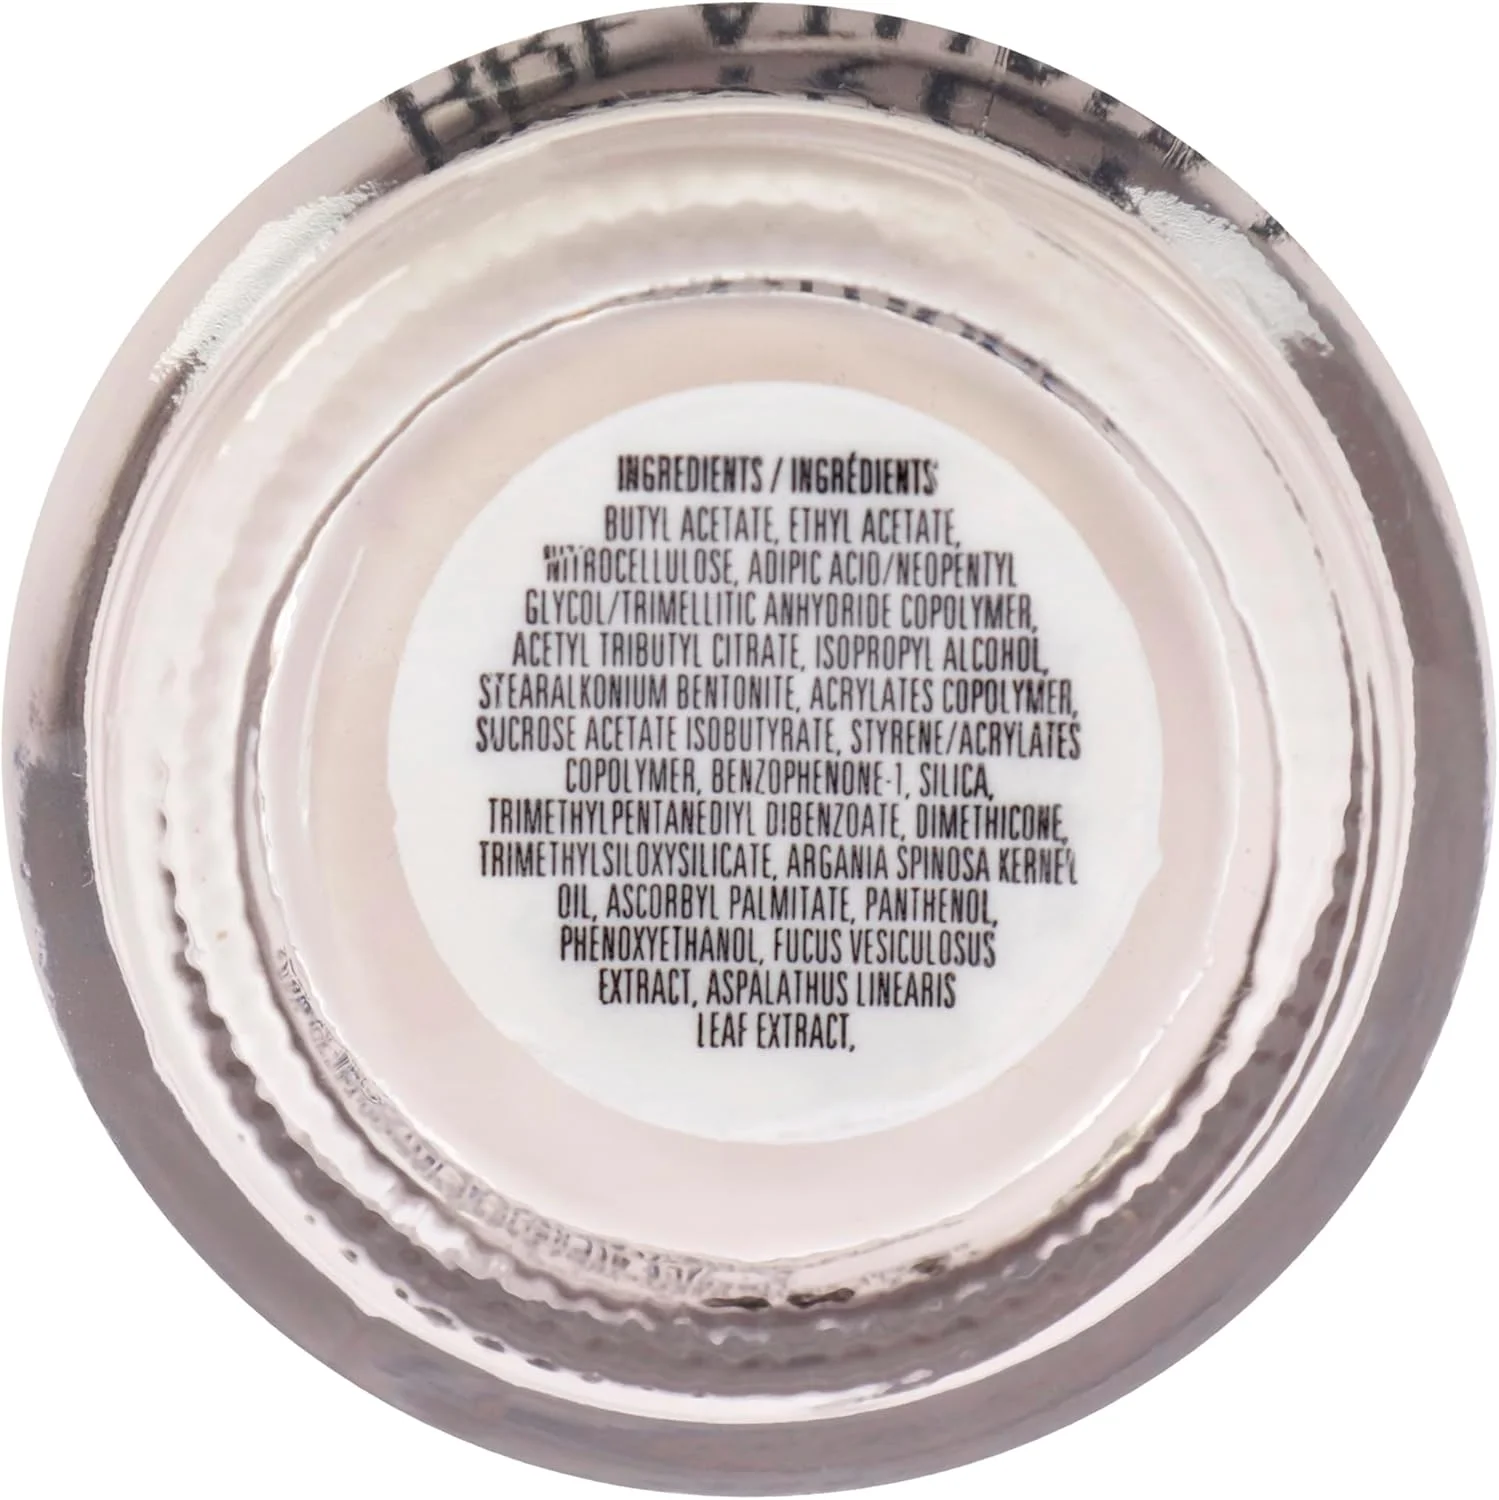 INGREDIENTS / INGRÉDIENTS
BUTYL ACETATE, ETHYL ACETATE,
NITROCELLULOSE, ADIPIC ACID/NEOPENTYL
GLYCOL/TRIMELLITIC ANHYDRIDE COPOLYMER,
ACETYL TRIBUTYL CITRATE, ISOPROPYL ALCOHOL,
STEARALKONIUM BENTONITE, ACRYLATES COPOLYMER,
SUCROSE ACETATE ISOBUTYRATE, STYRENE/ACRYLATES
COPOLYMER, BENZOPHENONE-1, SILICA,
TRIMETHYLPENTANEDIYL DIBENZOATE, DIMETHICONE,
TRIMETHYLSILOXYSILICATE, ARGANIA SPINOSA KERNEL
OIL, ASCORBYL PALMITATE, PANTHENOL,
PHENOXYETHANOL, FUCUS VESICULOSUS
EXTRACT, ASPALATHUS LINEARIS
LEAF EXTRACT,